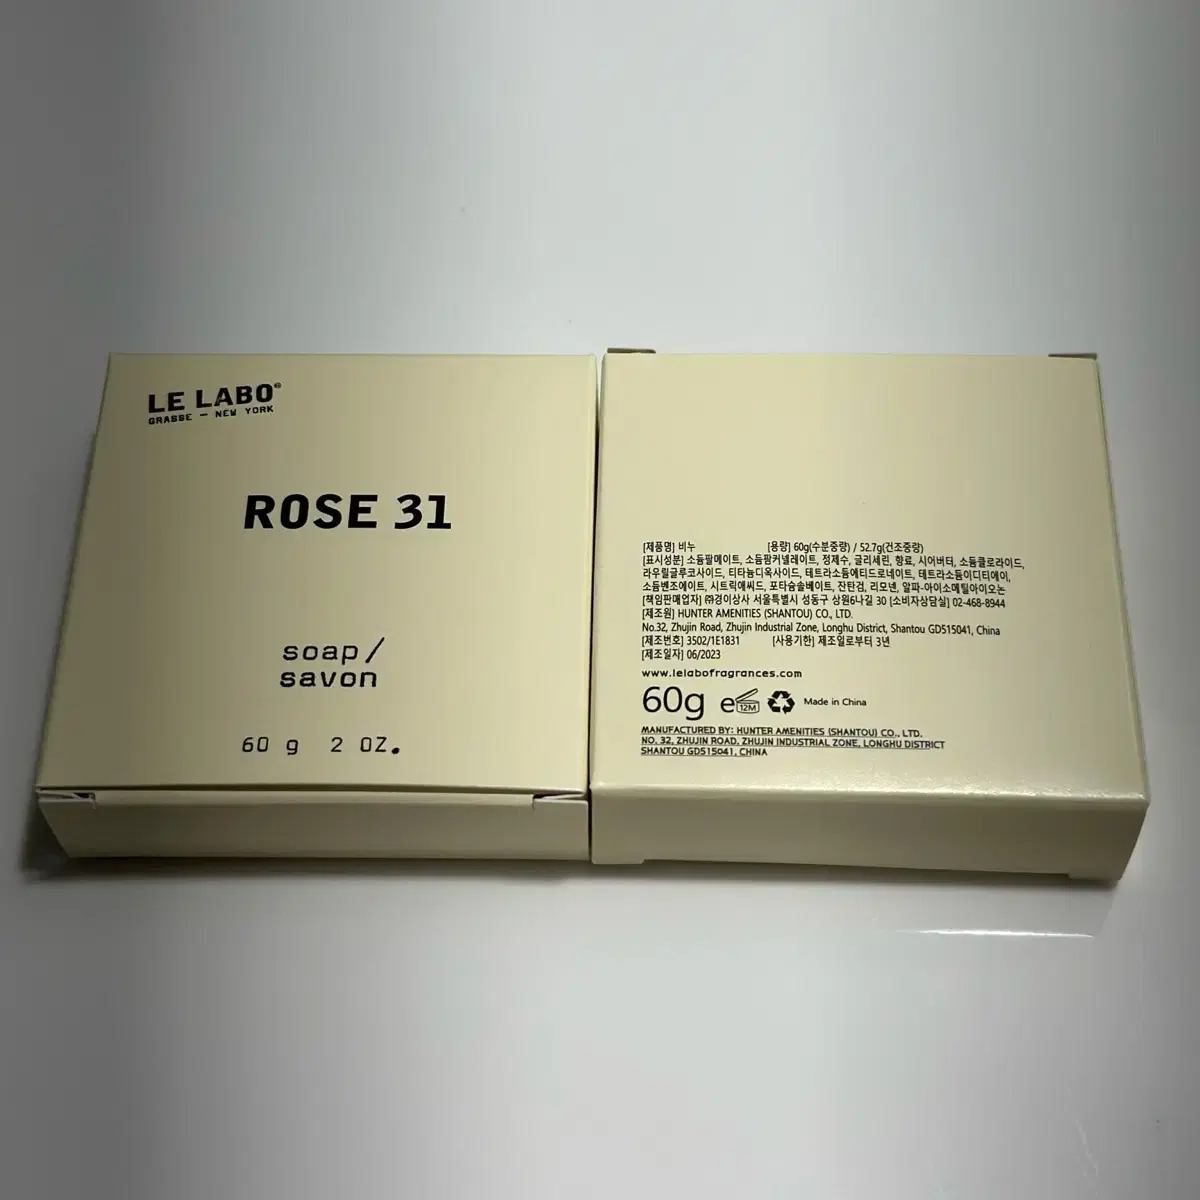 LE LABO®
GRASSE — NEW YORK
ROSE 31
soap/
savon
60 g 2 OZ.
[제품명] 비누 [용량] 60g(수분중량) / 52.7g(건조중량)
[표시성분] 소듐팔메이트, 소듐팜커넬레이트, 정제수, 글리세린, 향료, 시어버터, 소듐클로라이드,
라우릴글루코사이드, 티타늄디옥사이드, 테트라소듐에티드로네이트, 테트라소듐이디티에이,
소듐벤조에이트, 시트릭애씨드, 포타슘솔베이트, 잔탄검, 리모넨, 알파-아이소메틸아이오논
[책임판매업자] ㈜경이상사 서울특별시 성동구 상원6나길 30 [소비자상담실] 02-468-8944
[제조원] HUNTER AMENITIES (SHANTOU) CO., LTD.
No.32, Zhujin Road, Zhujin Industrial Zone, Longhu District, Shantou GD515041, China
[제조번호] 3502/1E1831 [사용기한] 제조일로부터 3년
[제조일자] 06/2023
www.lelabofragrances.com
60g e 12M Made in China
MANUFACTURED BY: HUNTER AMENITIES (SHANTOU) CO., LTD.
NO. 32, ZHUJIN ROAD, ZHUJIN INDUSTRIAL ZONE, LONGHU DISTRICT
SHANTOU GD515041, CHINA